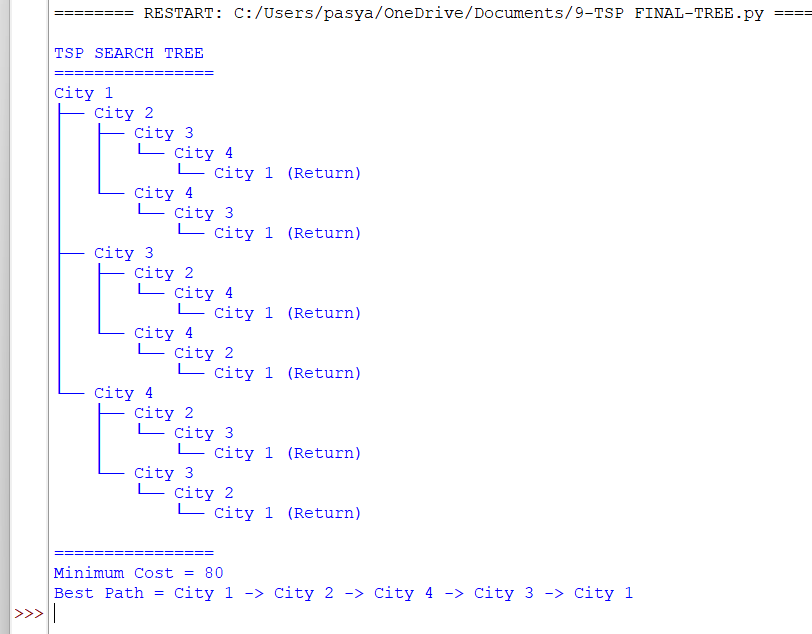 ======== RESTART: C:/Users/pasya/OneDrive/Documents/9-TSP FINAL-TREE.py ====
TSP SEARCH TREE
================
City 1
├── City 2
│   ├── City 3
│   │   └── City 4
│   │       └── City 1 (Return)
│   └── City 4
│       └── City 3
│           └── City 1 (Return)
├── City 3
│   ├── City 2
│   │   └── City 4
│   │       └── City 1 (Return)
│   └── City 4
│       └── City 2
│           └── City 1 (Return)
└── City 4
    ├── City 2
    │   └── City 3
    │       └── City 1 (Return)
    └── City 3
        └── City 2
            └── City 1 (Return)
================
Minimum Cost = 80
Best Path = City 1 -> City 2 -> City 4 -> City 3 -> City 1
>>>